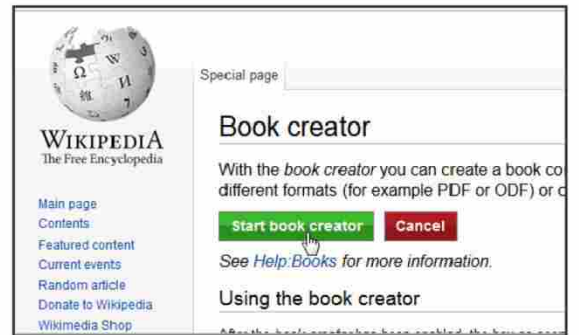 Ω W И
WIKIPEDIA
The Free Encyclopedia
Main page
Contents
Featured content
Current events
Random article
Donate to Wikipedia
Wikimedia Shop
Special page
Book creator
With the book creator you can create a book co
different formats (for example PDF or ODF) or
Start book creator Cancel
See Help:Books for more information.
Using the book creator